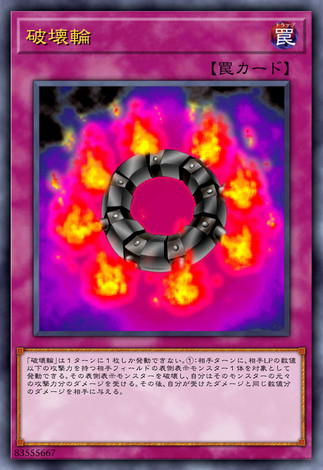 破壊輪
トラップ
罠
【罠カード】
「破壊輪」は１ターンに１枚しか発動できない。①：相手ターンに、相手LPの数値
以下の攻撃力を持つ相手フィールドの表側表示モンスター１体を対象として
発動できる。その表側表示モンスターを破壊し、自分はそのモンスターの元々
の攻撃力分のダメージを受ける。その後、自分が受けたダメージと同じ数値分
のダメージを相手に与える。
83555667